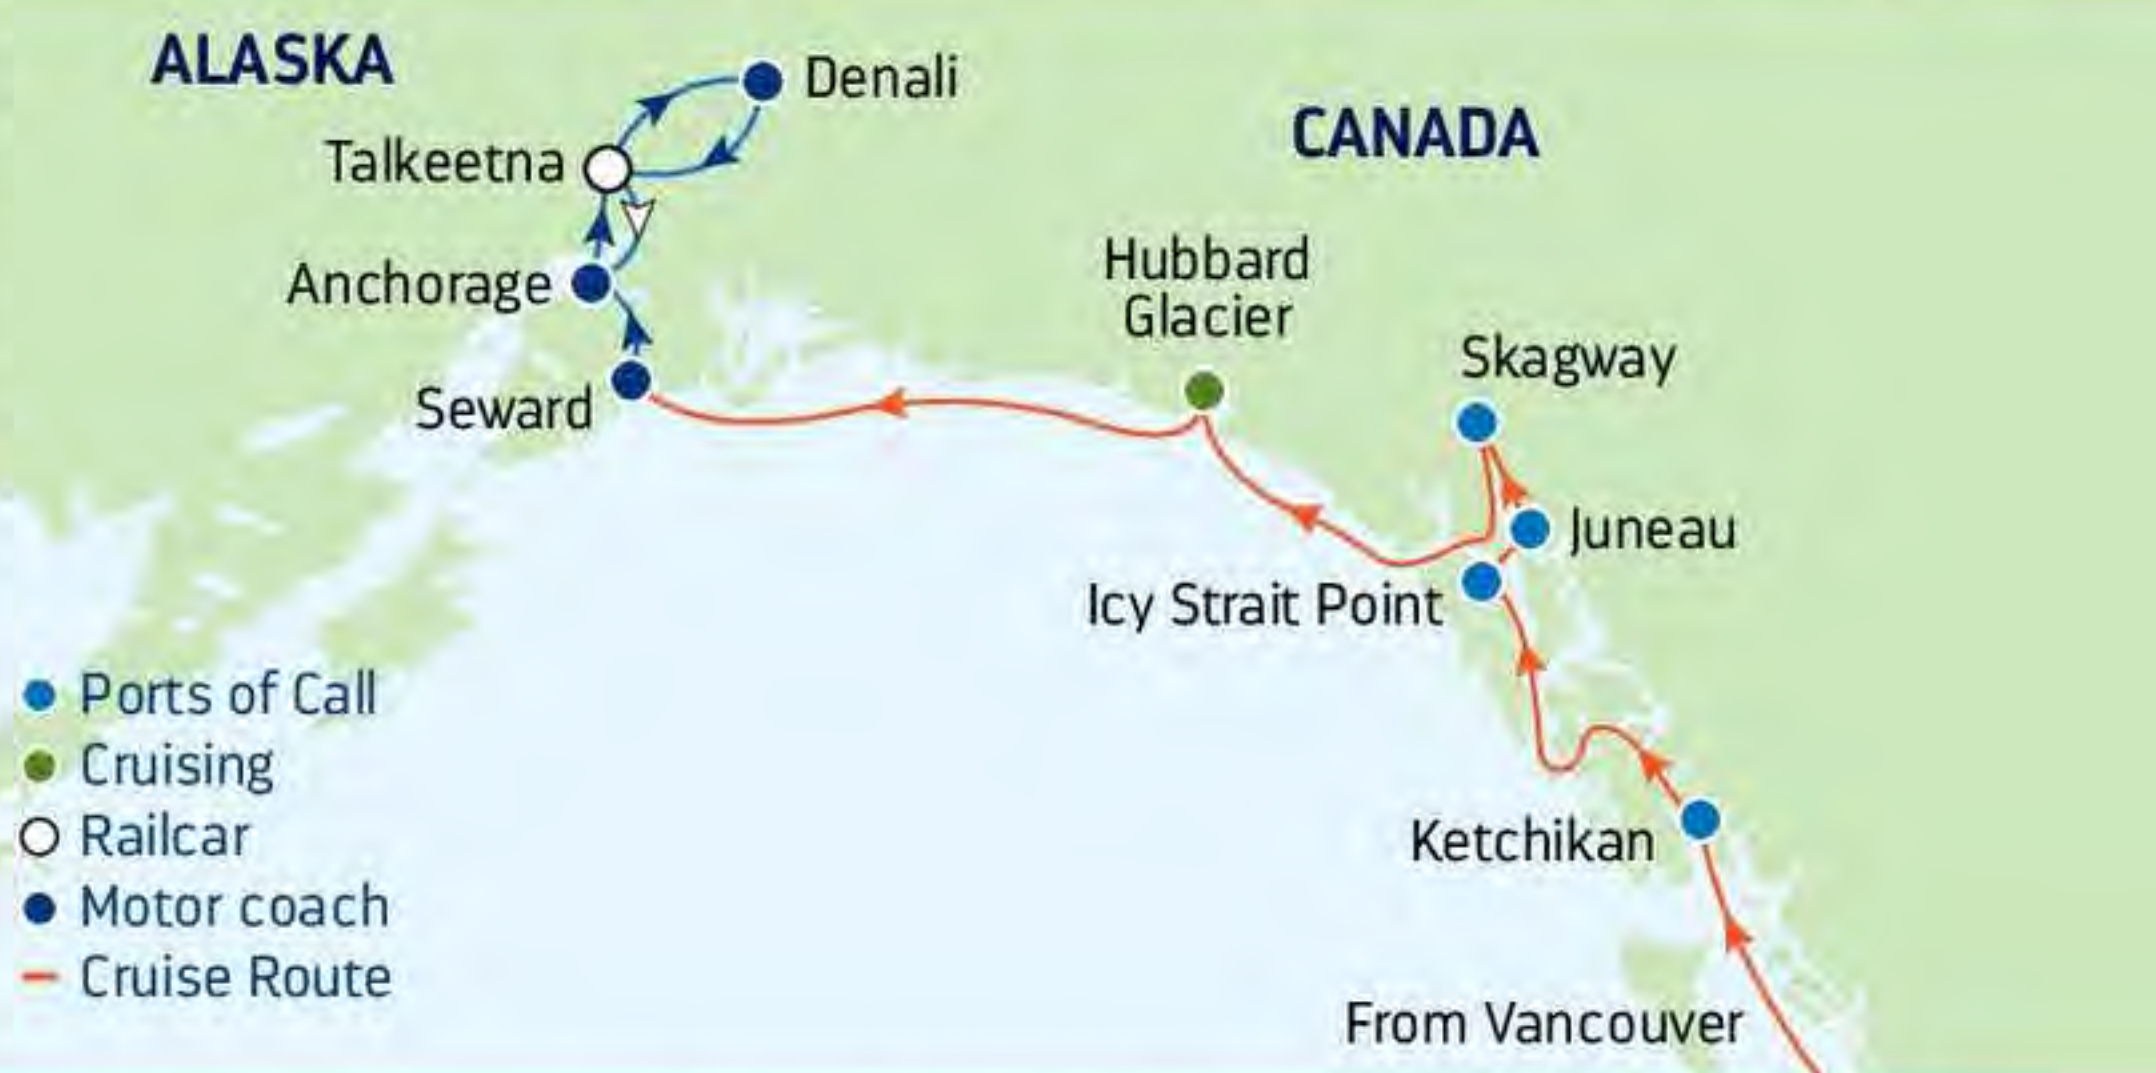 ALASKA
Denali
CANADA
Talkeetna
Hubbard
Glacier
Anchorage
Skagway
Seward
Juneau
Icy Strait Point
Ketchikan
From Vancouver
Ports of Call
Cruising
Railcar
Motor coach
Cruise Route